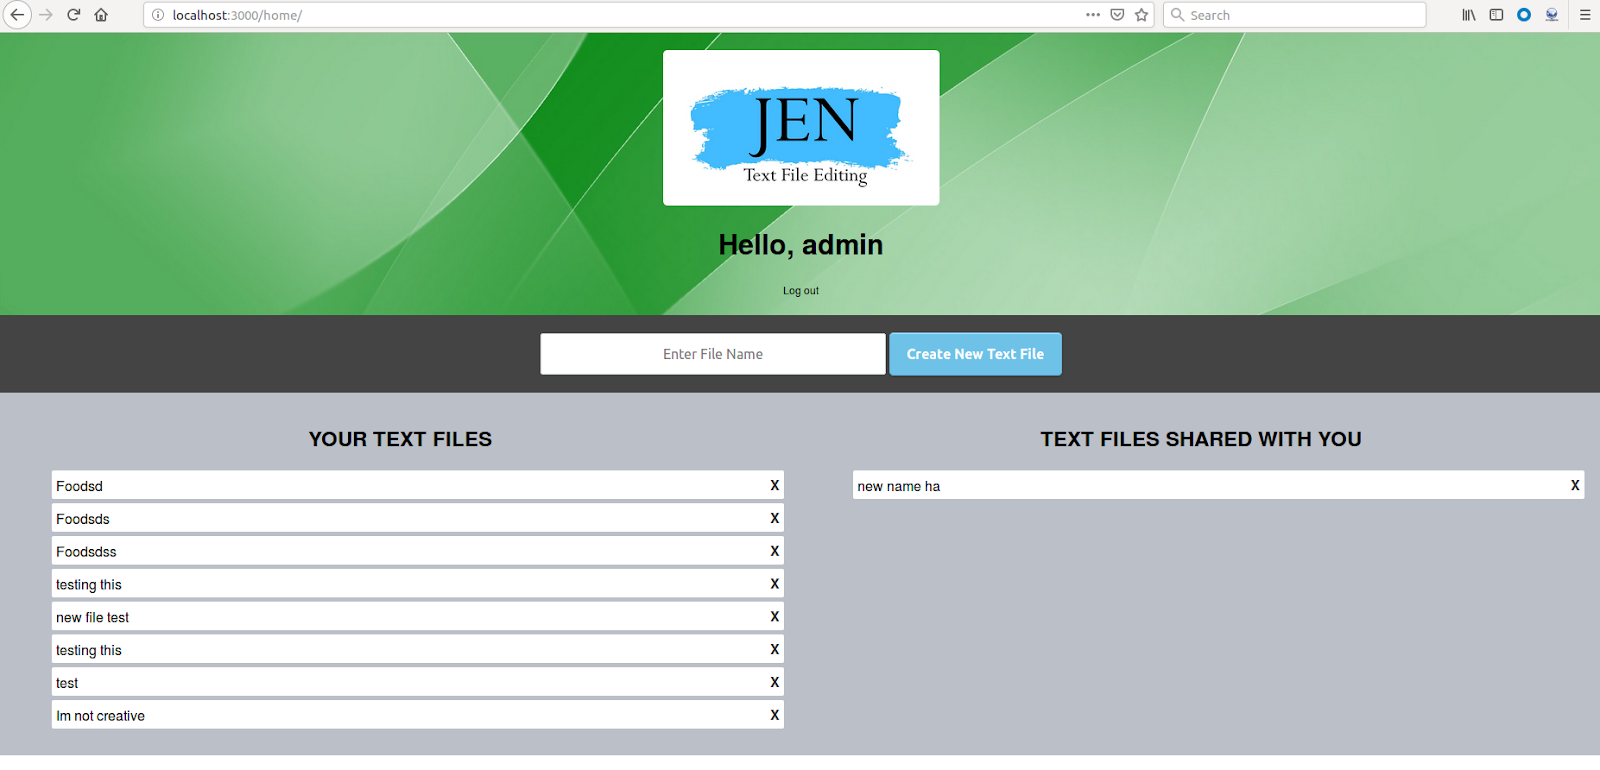 localhost:3000/home/
Search
JEN
Text File Editing
Hello, admin
Log out
Enter File Name
Create New Text File
YOUR TEXT FILES
Foodsd X
Foodsds X
Foodsdss X
testing this X
new file test X
testing this X
test X
Im not creative X
TEXT FILES SHARED WITH YOU
new name ha X